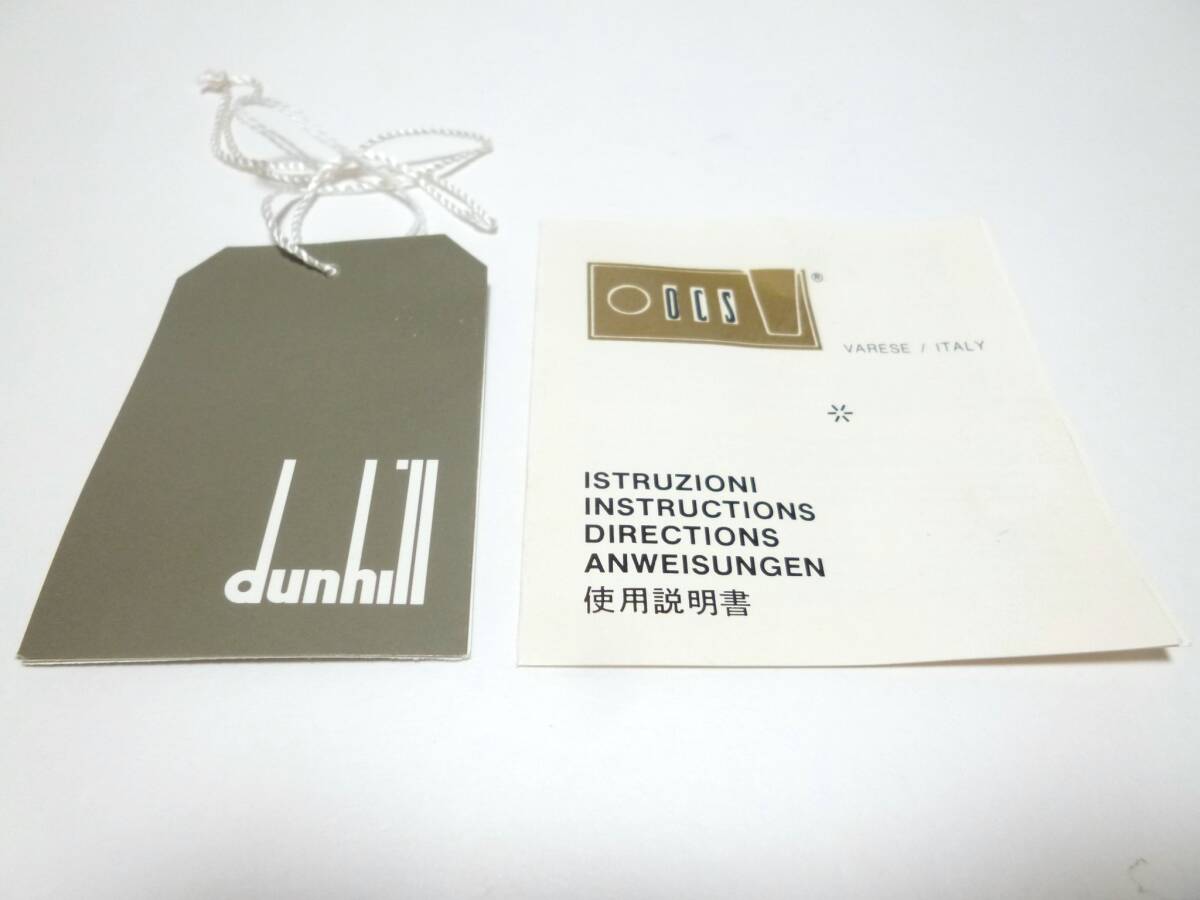 dunhill
OCS
®
VARESE / ITALY
ISTRUZIONI
INSTRUCTIONS
DIRECTIONS
ANWEISUNGEN
使用説明書